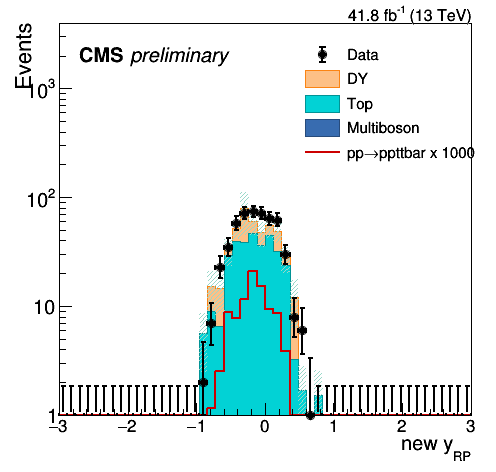 41.8 fb⁻¹ (13 TeV)
Events
CMS preliminary
Data
DY
Top
Multiboson
pp→ppttbar x 1000
10³
10²
10
1
−3 −2 −1 0 1 2 3
new y_RP